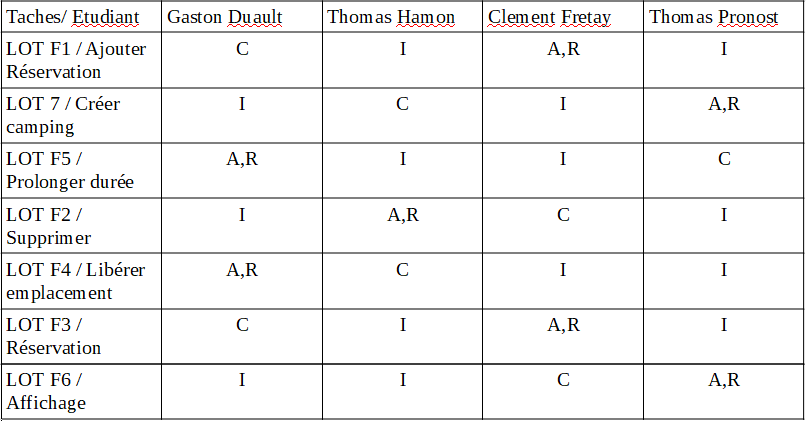 Taches/ Etudiant Gaston Duault Thomas Hamon Clement Fretay Thomas Pronost
LOT F1 / Ajouter
Réservation C I A,R I
LOT 7 / Créer
camping I C I A,R
LOT F5 /
Prolonger durée A,R I I C
LOT F2 /
Supprimer I A,R C I
LOT F4 / Libérer
emplacement A,R C I I
LOT F3 /
Réservation C I A,R I
LOT F6 /
Affichage I I C A,R